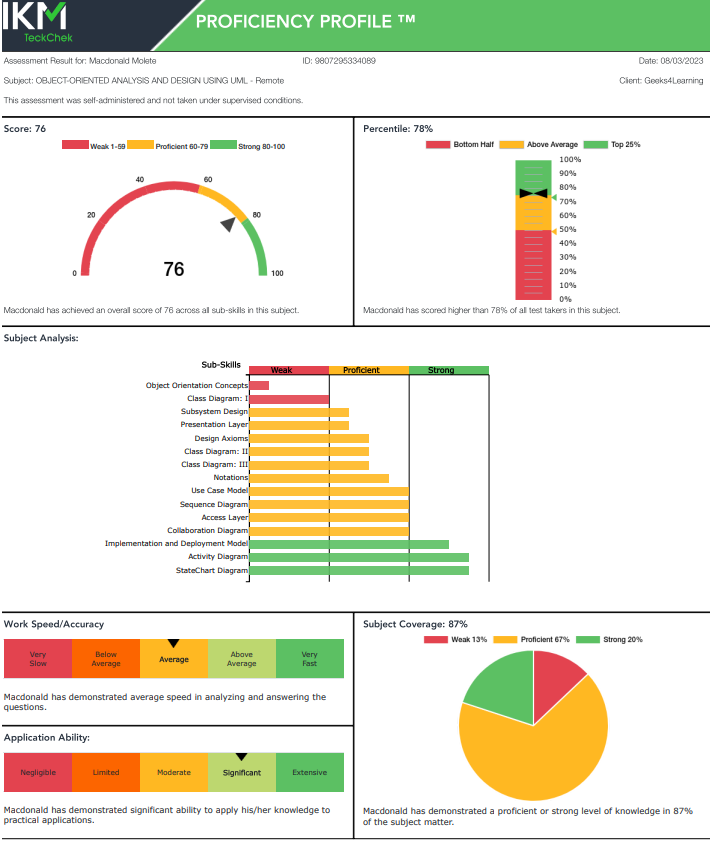 IKM
TeckChek
PROFICIENCY PROFILE ™
Assessment Result for: Macdonald Molete ID: 9807295334089 Date: 08/03/2023
Subject: OBJECT-ORIENTED ANALYSIS AND DESIGN USING UML - Remote Client: Geeks4Learning
This assessment was self-administered and not taken under supervised conditions.
Score: 76
Weak 1-59 Proficient 60-79 Strong 80-100
0 20 40 60 80 100
76
Macdonald has achieved an overall score of 76 across all sub-skills in this subject.
Percentile: 78%
Bottom Half Above Average Top 25%
100%
90%
80%
70%
60%
50%
40%
30%
20%
10%
0%
Macdonald has scored higher than 78% of all test takers in this subject.
Subject Analysis:
Sub-Skills Weak Proficient Strong
Object Orientation Concepts
Class Diagram: I
Subsystem Design
Presentation Layer
Design Axioms
Class Diagram: II
Class Diagram: III
Notations
Use Case Model
Sequence Diagram
Access Layer
Collaboration Diagram
Implementation and Deployment Model
Activity Diagram
StateChart Diagram
Work Speed/Accuracy
Very Slow
Below Average
Average
Above Average
Very Fast
Macdonald has demonstrated average speed in analyzing and answering the
questions.
Application Ability:
Negligible Limited Moderate Significant Extensive
Macdonald has demonstrated significant ability to apply his/her knowledge to
practical applications.
Subject Coverage: 87%
Weak 13% Proficient 67% Strong 20%
Macdonald has demonstrated a proficient or strong level of knowledge in 87%
of the subject matter.